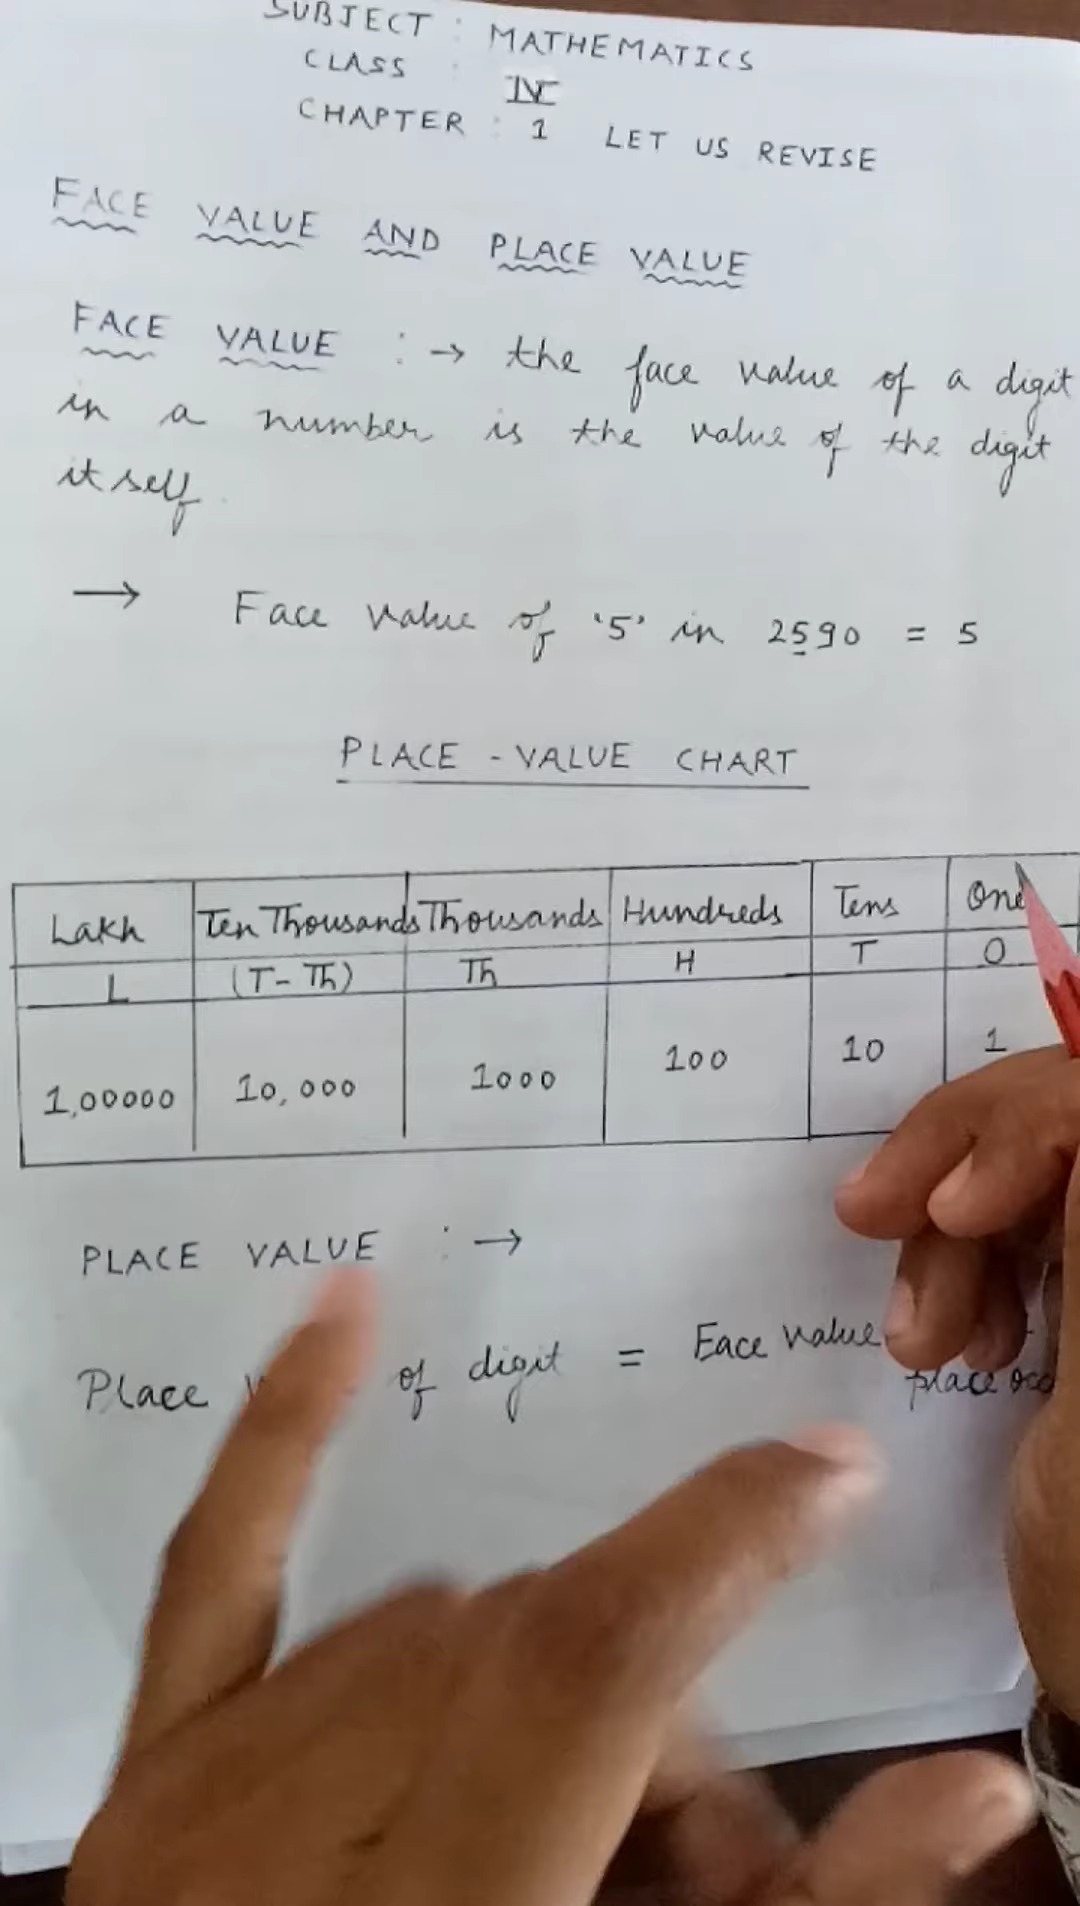 SUBJECT : MATHEMATICS
CLASS : IV
CHAPTER : 1 LET US REVISE
FACE VALUE AND PLACE VALUE
FACE VALUE :→ the face value of a digit
in a number is the value of the digit
itself.
→ Face value of '5' in 2590 = 5
PLACE - VALUE CHART
Lakh Ten Thousands Thousands Hundreds Tens
L (T-Th) Th H T O
1,00000 10,000 1000 100 10 1
PLACE VALUE :→
Place of digit = Face value
place